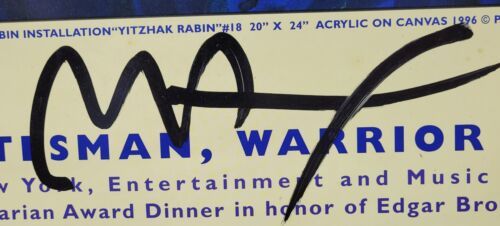 BIN INSTALLATION "YITZHAK RABIN" #18 20" X 24" ACRYLIC ON CANVAS 1996 © P
TESMAN, WARRIOR
w York, Entertainment and Music
arian Award Dinner in honor of Edgar Bro